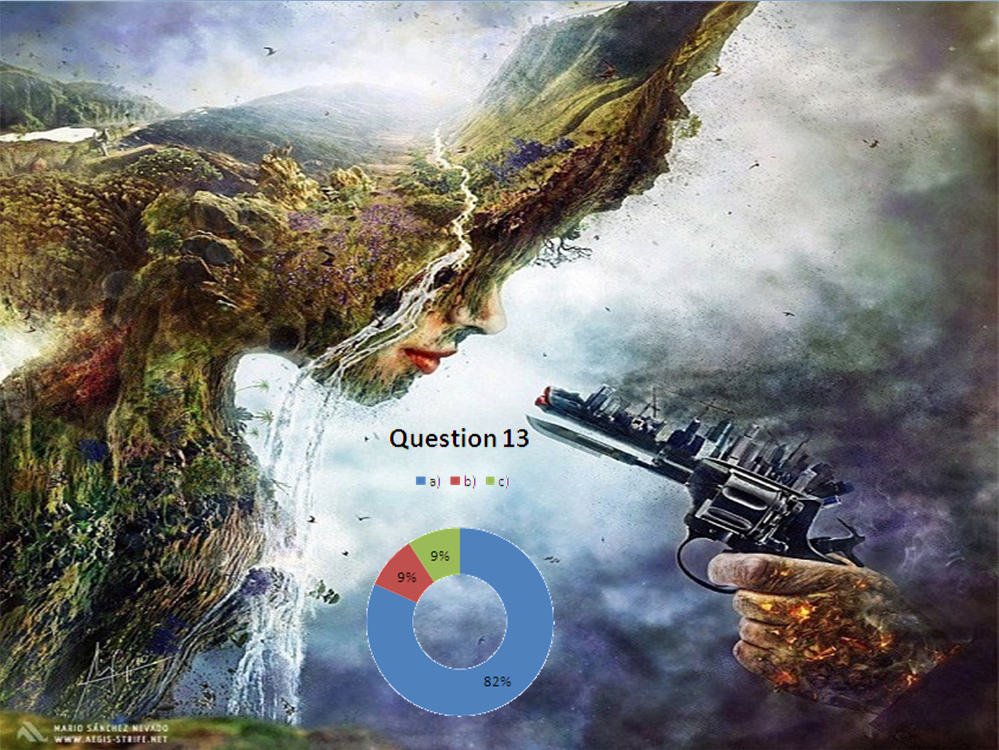 Question 13
a) b) c)
9%
9%
82%
MARIO SÁNCHEZ NEVADO
WWW.AEGIS-STRIFE.NET